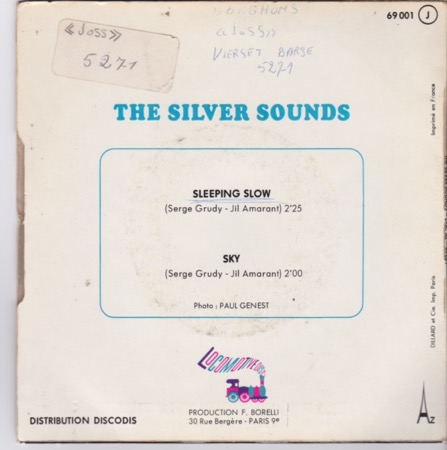 69 001 J
«Joss»
5271
VIERSET BARSE
5271
Imprimé en France
THE SILVER SOUNDS
SLEEPING SLOW
(Serge Grudy - Jil Amarant) 2'25
SKY
(Serge Grudy - Jil Amarant) 2'00
Photo : PAUL GENEST
DILLARD et Cie. Imp. Paris
LOCOMOTIVE
PRODUCTION F. BORELLI
DISTRIBUTION DISCODIS
30 Rue Bergère - PARIS 9e
AZ